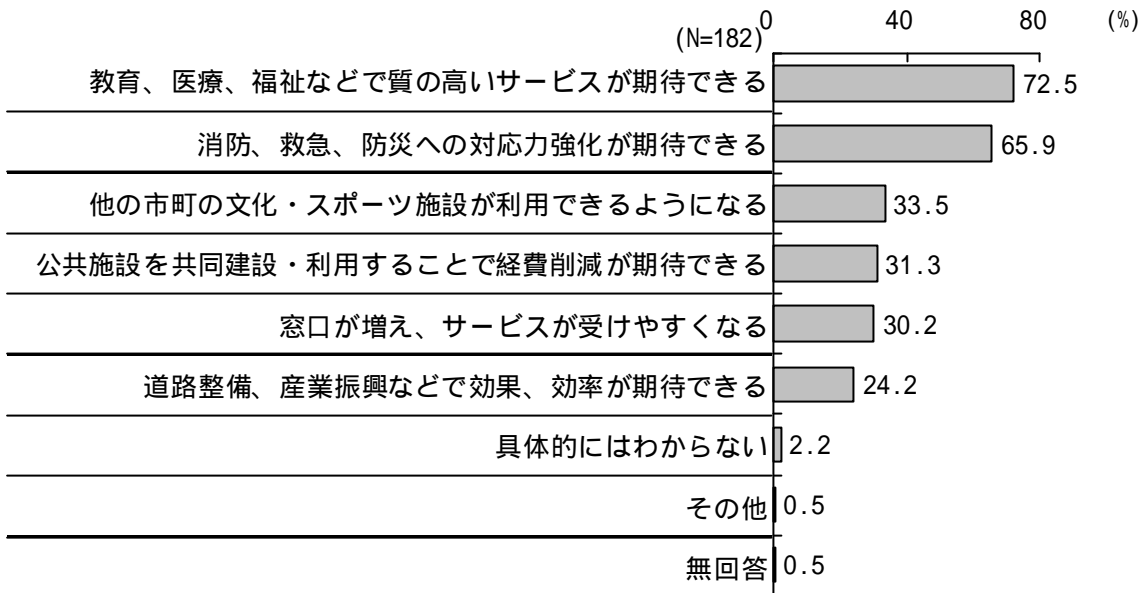 0 40 80 (%)
(N=182)
教育、医療、福祉などで質の高いサービスが期待できる 72.5
消防、救急、防災への対応力強化が期待できる 65.9
他の市町の文化・スポーツ施設が利用できるようになる 33.5
公共施設を共同建設・利用することで経費削減が期待できる 31.3
窓口が増え、サービスが受けやすくなる 30.2
道路整備、産業振興などで効果、効率が期待できる 24.2
具体的にはわからない 2.2
その他 0.5
無回答 0.5